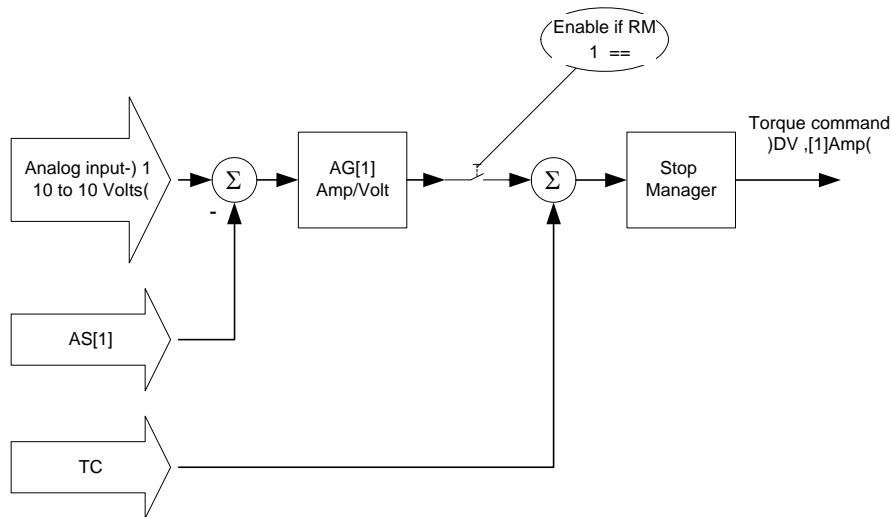 Enable if RM
1 ==
Torque command
)DV ,[1]Amp(
Analog input-) 1
10 to 10 Volts(
Σ
-
AG[1]
Amp/Volt
Σ
Stop
Manager
AS[1]
TC